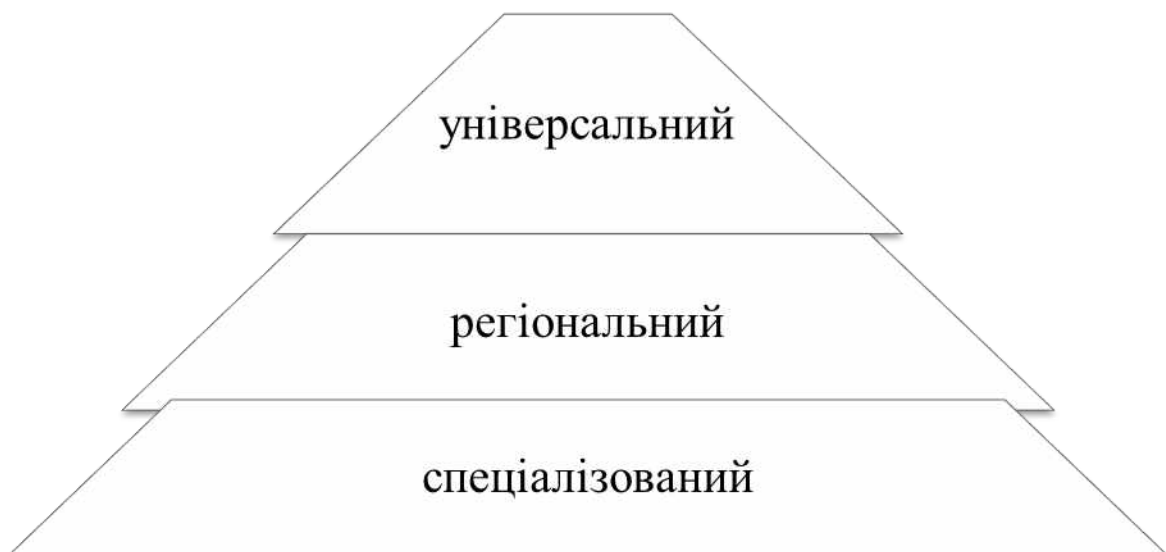 універсальний
регіональний
спеціалізований